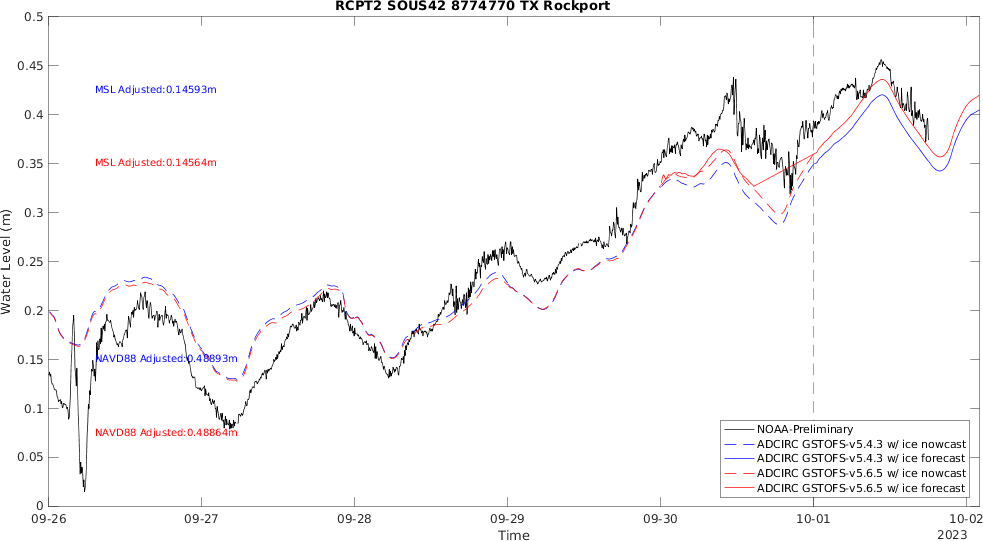 RCPT2 SOUS42 8774770 TX Rockport
0.5
0.45
0.4
0.35
0.3
0.25
0.2
0.15
0.1
0.05
0
Water Level (m)
MSL Adjusted:0.14593m
MSL Adjusted:0.14564m
NAVD88 Adjusted:0.48893m
NAVD88 Adjusted:0.48864m
NOAA-Preliminary
ADCIRC GSTOFS-v5.4.3 w/ ice nowcast
ADCIRC GSTOFS-v5.4.3 w/ ice forecast
ADCIRC GSTOFS-v5.6.5 w/ ice nowcast
ADCIRC GSTOFS-v5.6.5 w/ ice forecast
09-26 09-27 09-28 09-29 09-30 10-01 10-02
Time
2023